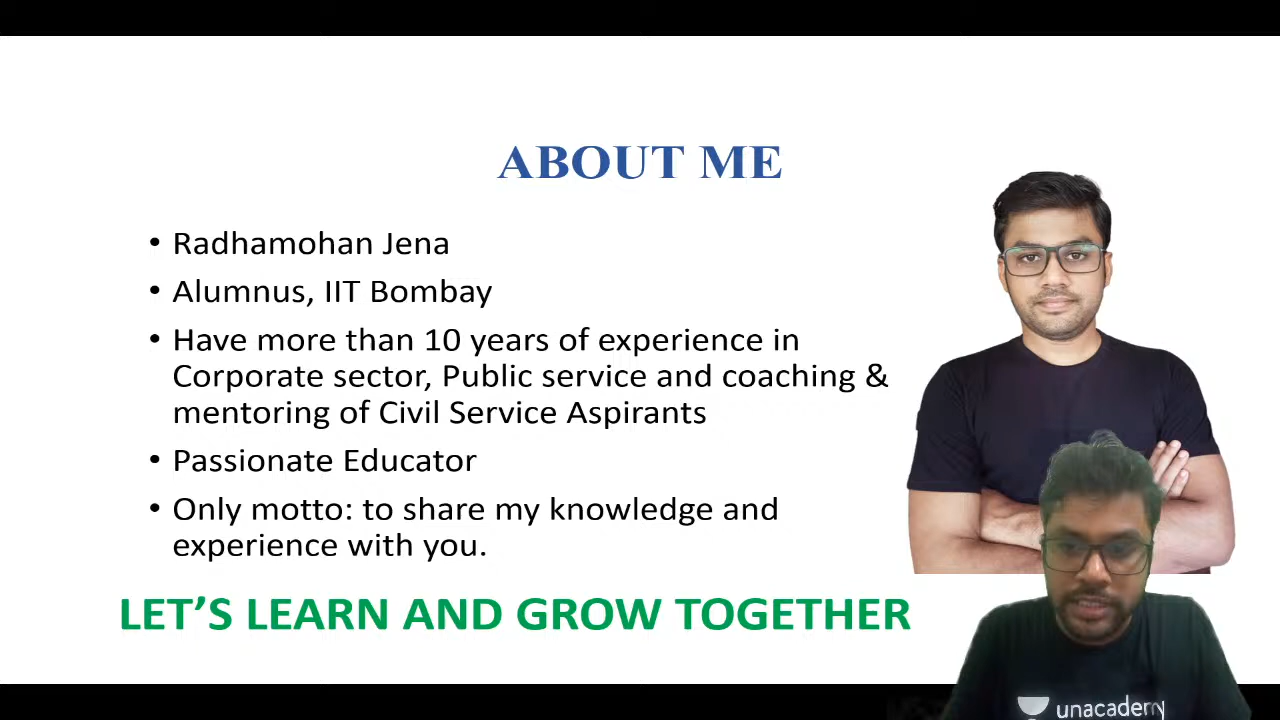 ABOUT ME
• Radhamohan Jena
• Alumnus, IIT Bombay
• Have more than 10 years of experience in
Corporate sector, Public service and coaching &
mentoring of Civil Service Aspirants
• Passionate Educator
• Only motto: to share my knowledge and
experience with you.
LET’S LEARN AND GROW TOGETHER
unacademy